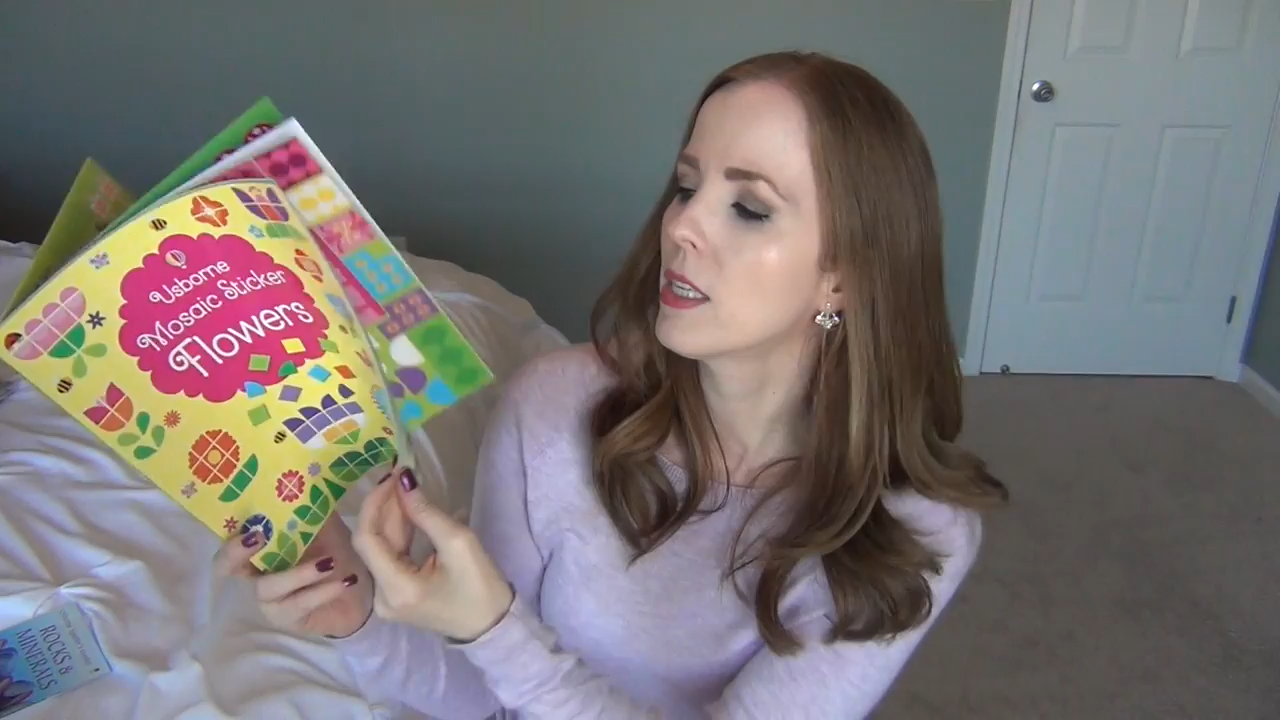 Usborne
Mosaic Sticker
Flowers
ROCKS &
MINERALS